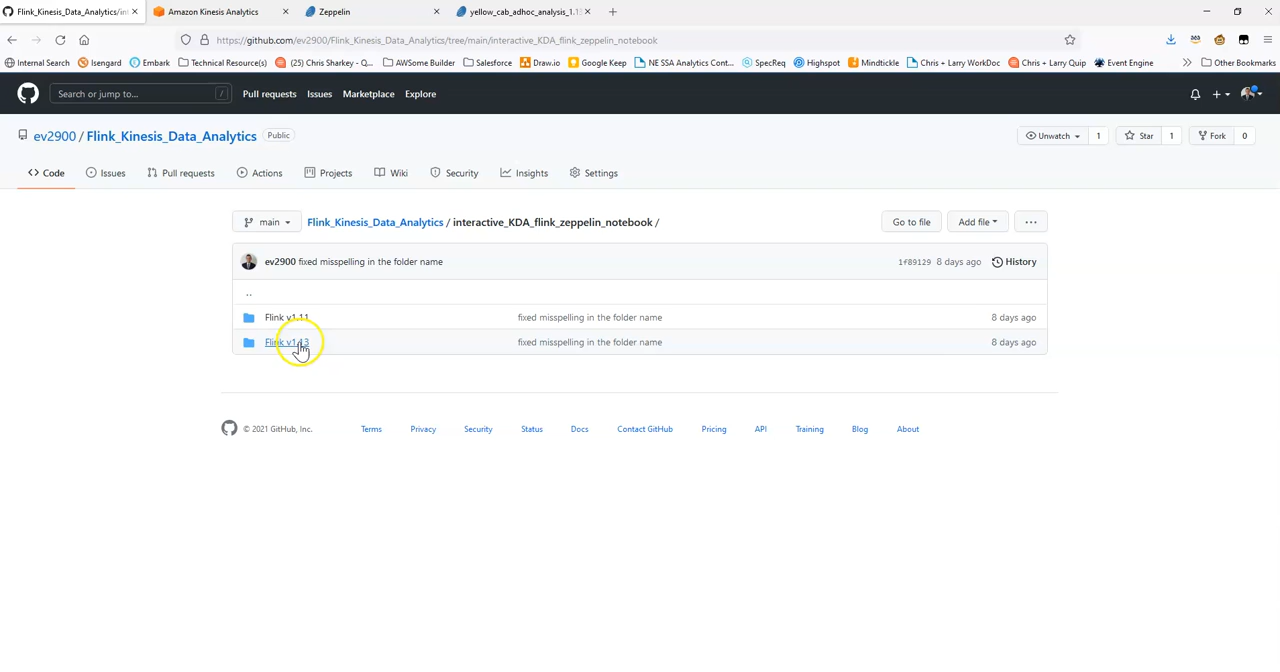 Flink_Kinesis_Data_Analytics/int
Amazon Kinesis Analytics
Zeppelin
yellow_cab_adhoc_analysis_1.1
https://github.com/ev2900/Flink_Kinesis_Data_Analytics/tree/main/interactive_KDA_flink_zeppelin_notebook
Internal Search Isengard Embark Technical Resource(s) (2) Chris Sharkey - Q... AWSome Builder Salesforce Draw.io Google Keep NE SSA Analytics Cont... SpecReq Highspot Mindtickle Chris + Larry WorkDoc Chris + Larry Quip Event Engine Other Bookmarks
Search or jump to... / Pull requests Issues Marketplace Explore
ev2900 / Flink_Kinesis_Data_Analytics Public
Unwatch 1 Star 1 Fork 0
Code Issues Pull requests Actions Projects Wiki Security Insights Settings
main Flink_Kinesis_Data_Analytics / interactive_KDA_flink_zeppelin_notebook / Go to file Add file ...
ev2900 fixed misspelling in the folder name 1f89129 8 days ago History
..
Flink v1.11 fixed misspelling in the folder name 8 days ago
Flink v1.13 fixed misspelling in the folder name 8 days ago
© 2021 GitHub, Inc. Terms Privacy Security Status Docs Contact GitHub Pricing API Training Blog About